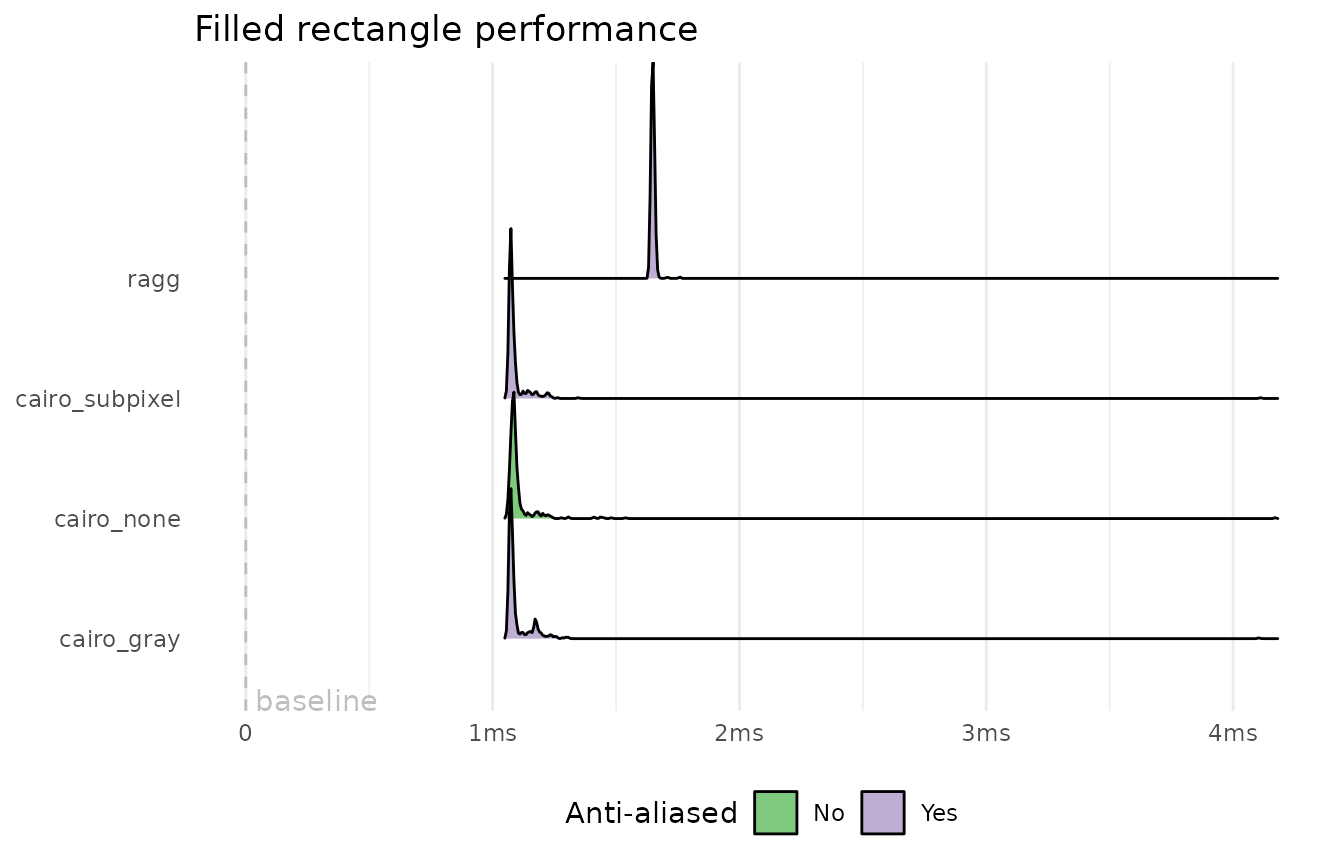 Filled rectangle performance
ragg
cairo_subpixel
cairo_none
cairo_gray
baseline
0 1ms 2ms 3ms 4ms
Anti-aliased No Yes